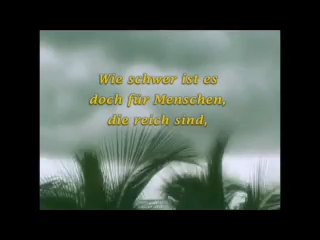 Wie schwer ist es
doch für Menschen,
die reich sind,